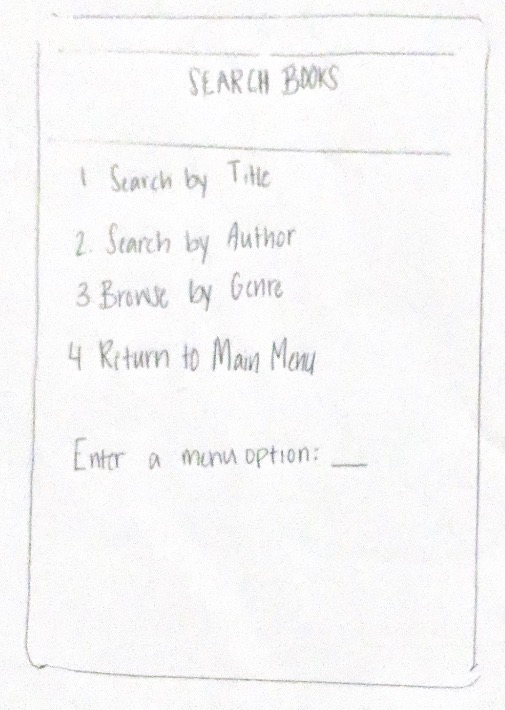 SEARCH BOOKS
1 Search by Title
2. Search by Author
3 Browse by Genre
4 Return to Main Menu
Enter a menu option: __